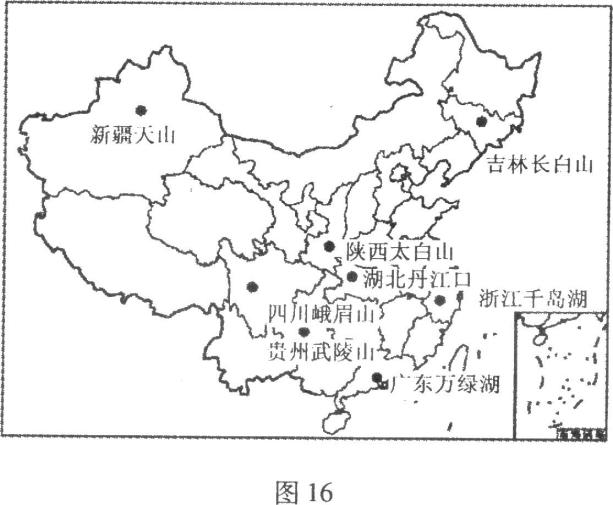 新疆天山
吉林长白山
陕西太白山
湖北丹江口
浙江千岛湖
四川峨眉山
贵州武陵山
广东万绿湖
图16